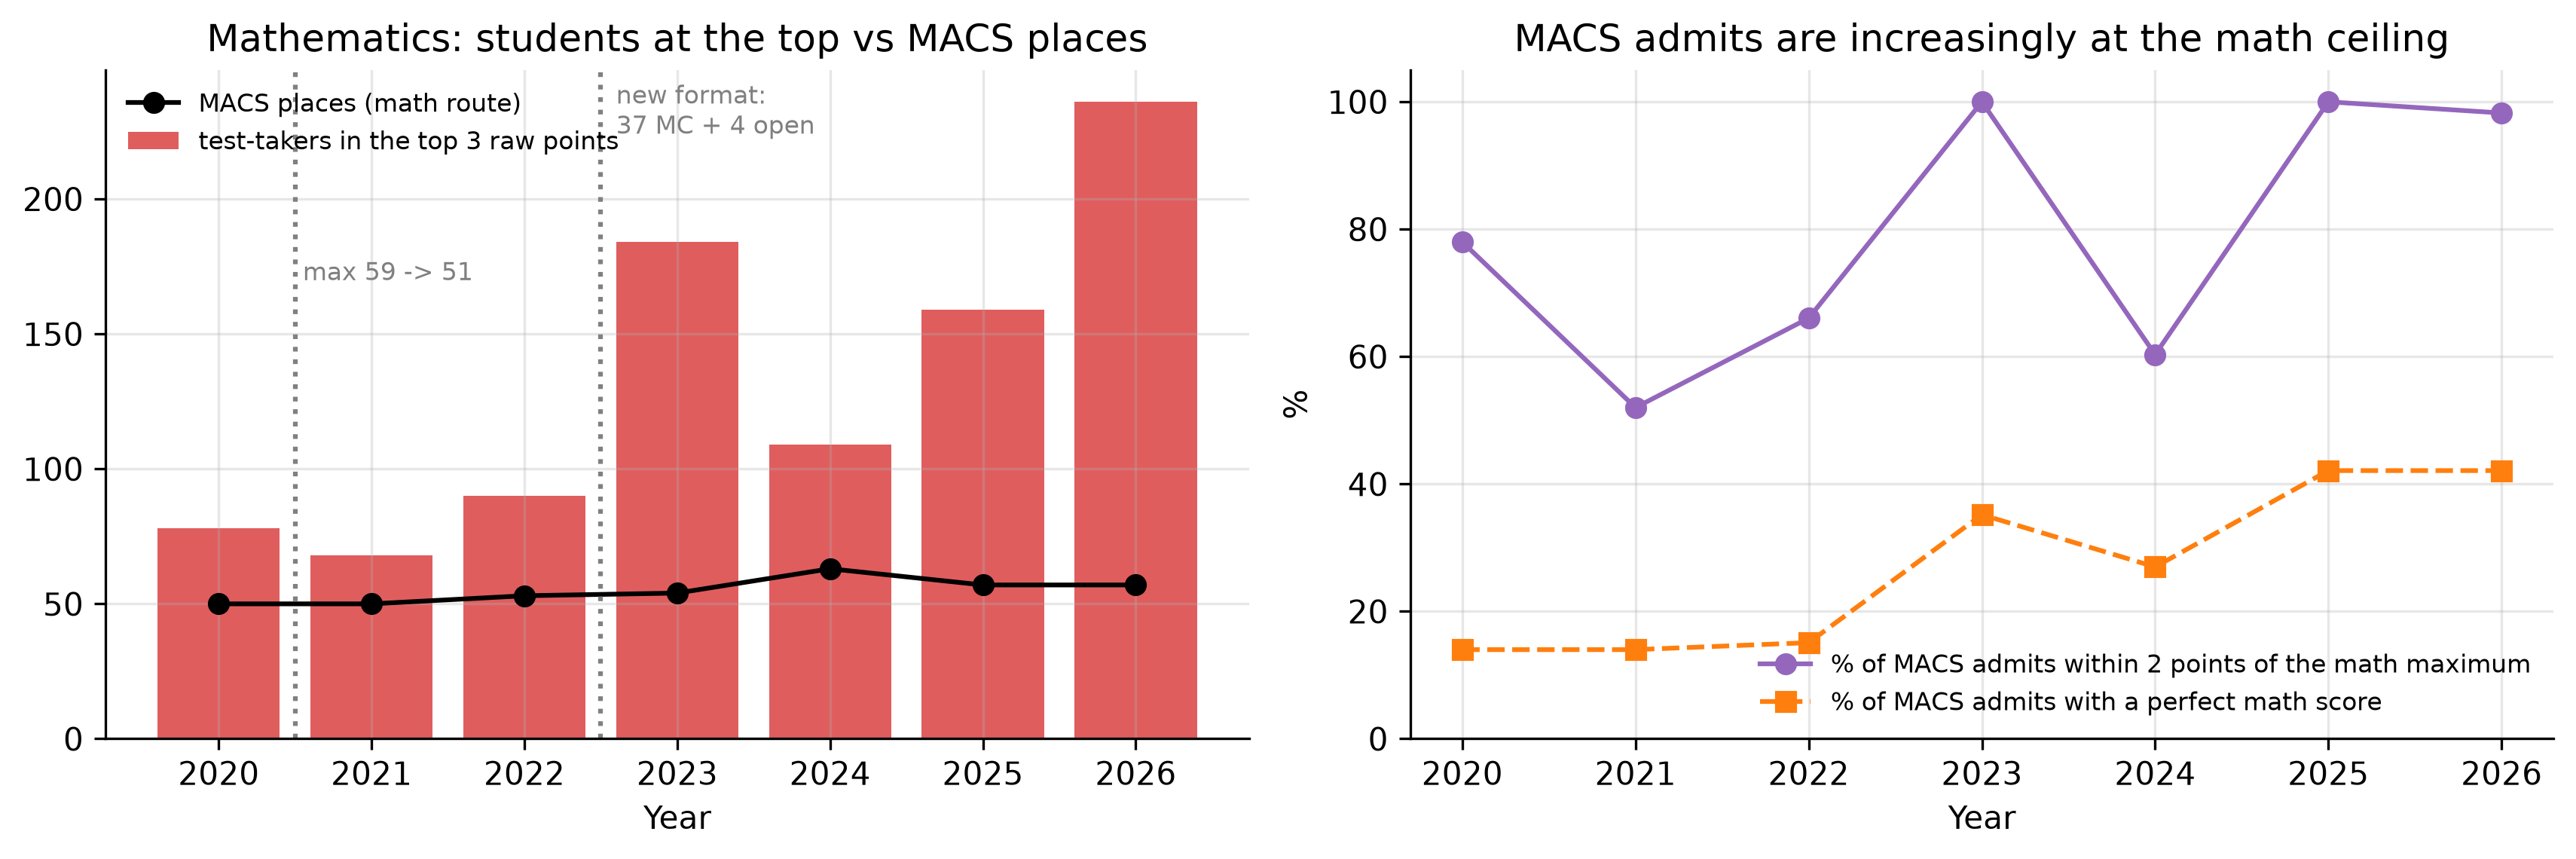 Mathematics: students at the top vs MACS places
MACS places (math route)
test-takers in the top 3 raw points
new format:
37 MC + 4 open
max 59 -> 51
200
150
100
50
0
2020 2021 2022 2023 2024 2025 2026
Year
MACS admits are increasingly at the math ceiling
%
100
80
60
40
20
0
% of MACS admits within 2 points of the math maximum
% of MACS admits with a perfect math score
2020 2021 2022 2023 2024 2025 2026
Year